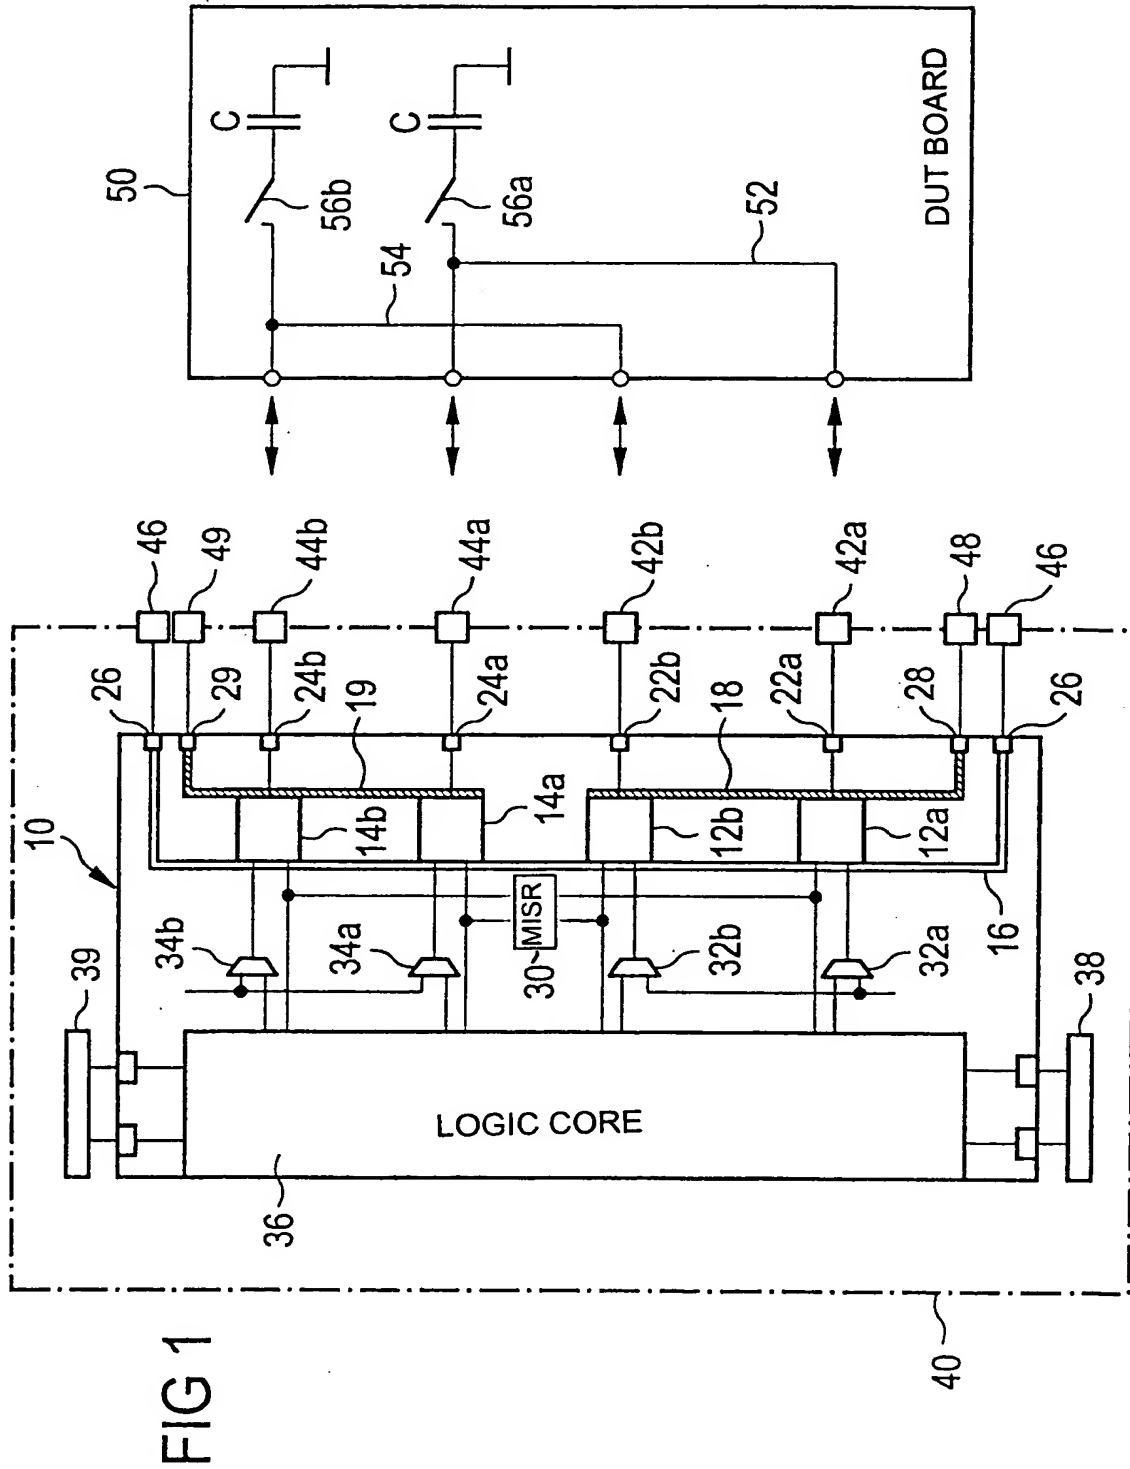 FIG 1
10
39
38
36
LOGIC CORE
40
34b
34a
32b
32a
30
MISR
16
14b
14a
12b
12a
19
18
26
29
24b
24a
22b
22a
28
26
46
49
44b
44a
42b
42a
48
46
50
C
C
56b
56a
54
52
DUT BOARD